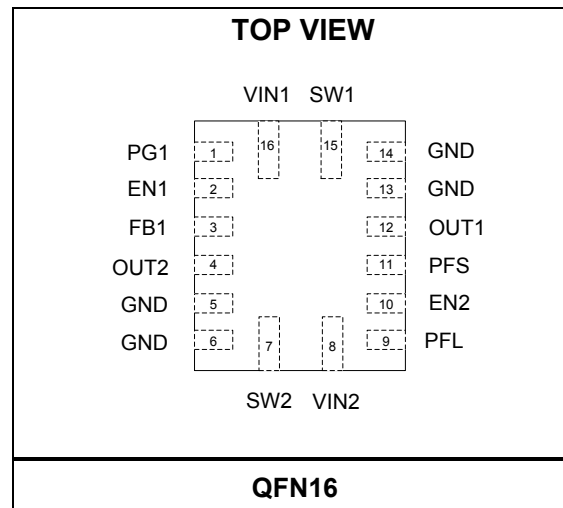 TOP VIEW
VIN1 SW1
16 15
PG1 1 14 GND
EN1 2 13 GND
FB1 3 12 OUT1
OUT2 4 11 PFS
GND 5 10 EN2
GND 6 9 PFL
7 8
SW2 VIN2
QFN16